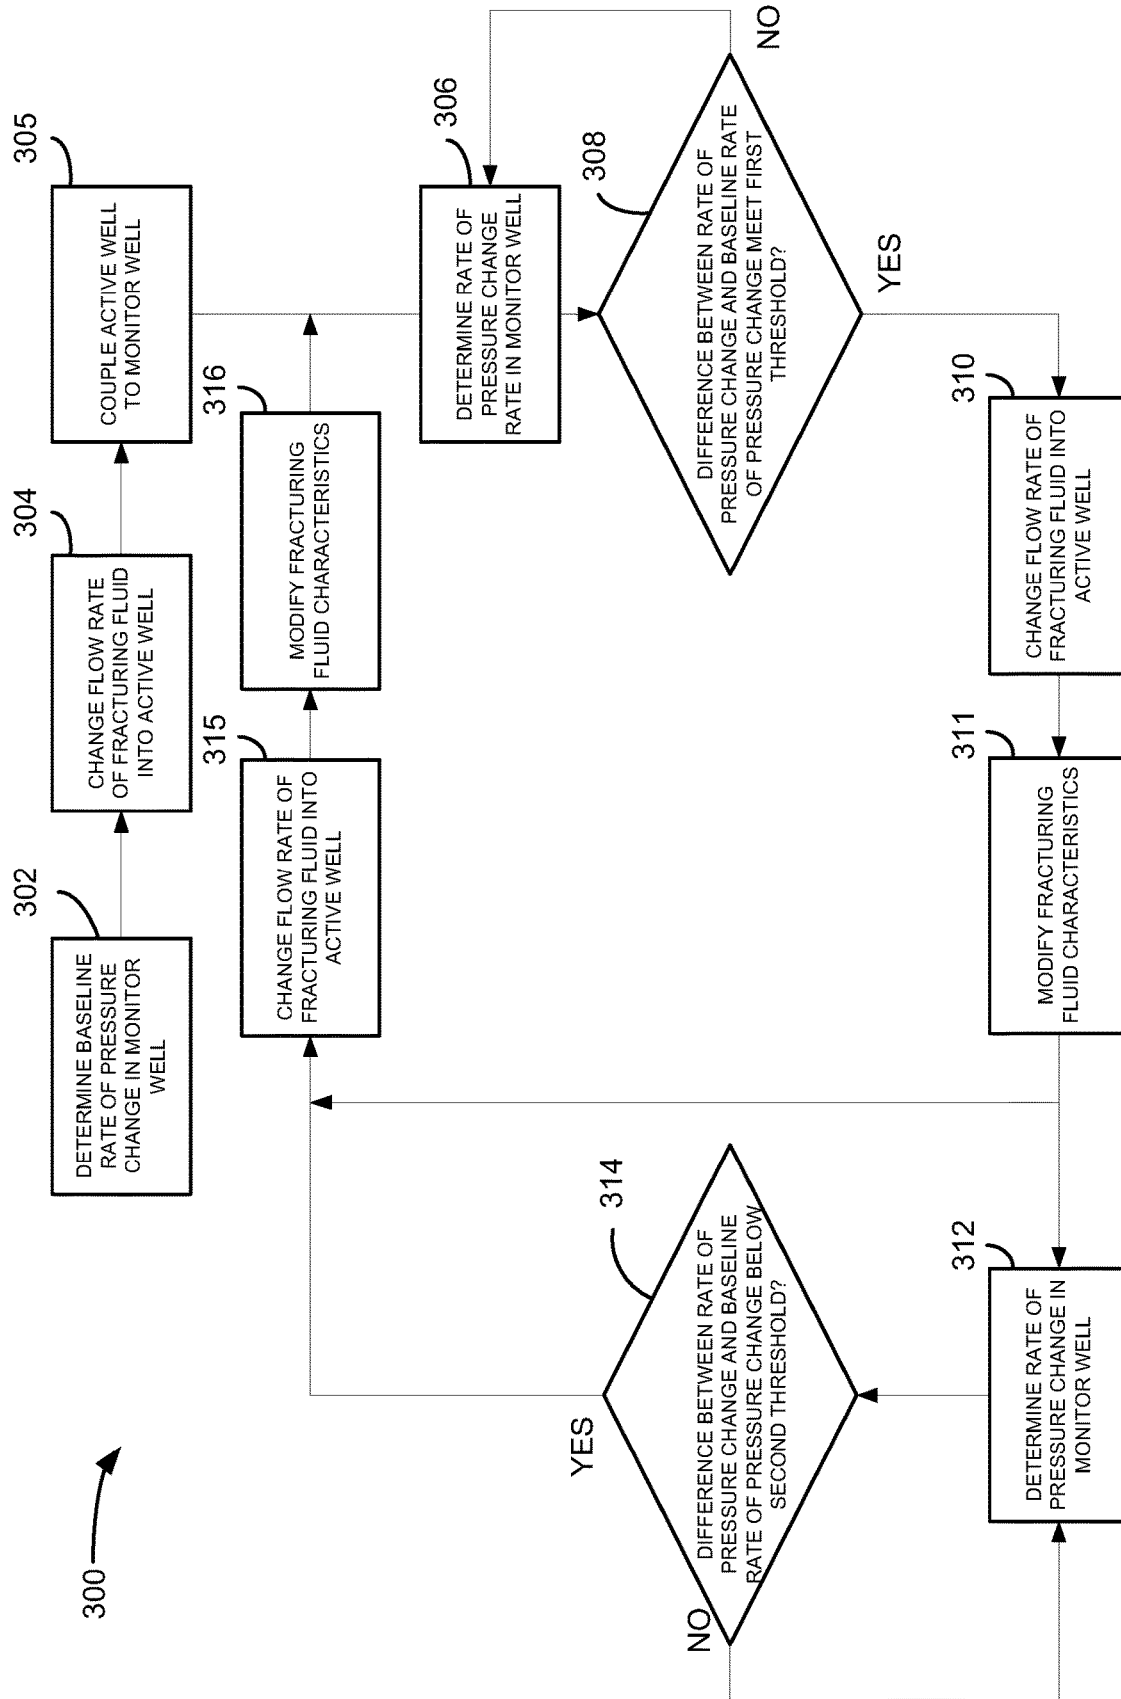 300
302
DETERMINE BASELINE
RATE OF PRESSURE
CHANGE IN MONITOR
WELL
304
CHANGE FLOW RATE
OF FRACTURING FLUID
INTO ACTIVE WELL
305
COUPLE ACTIVE WELL
TO MONITOR WELL
315
CHANGE FLOW RATE OF
FRACTURING FLUID INTO
ACTIVE WELL
316
MODIFY FRACTURING
FLUID CHARACTERISTICS
306
DETERMINE RATE OF
PRESSURE CHANGE
RATE IN MONITOR WELL
NO
308
DIFFERENCE BETWEEN RATE OF
PRESSURE CHANGE AND BASELINE RATE
OF PRESSURE CHANGE MEET FIRST
THRESHOLD?
YES
314
DIFFERENCE BETWEEN RATE OF
PRESSURE CHANGE AND BASELINE
RATE OF PRESSURE CHANGE BELOW
SECOND THRESHOLD?
YES
NO
312
DETERMINE RATE OF
PRESSURE CHANGE IN
MONITOR WELL
311
MODIFY FRACTURING
FLUID CHARACTERISTICS
310
CHANGE FLOW RATE OF
FRACTURING FLUID INTO
ACTIVE WELL